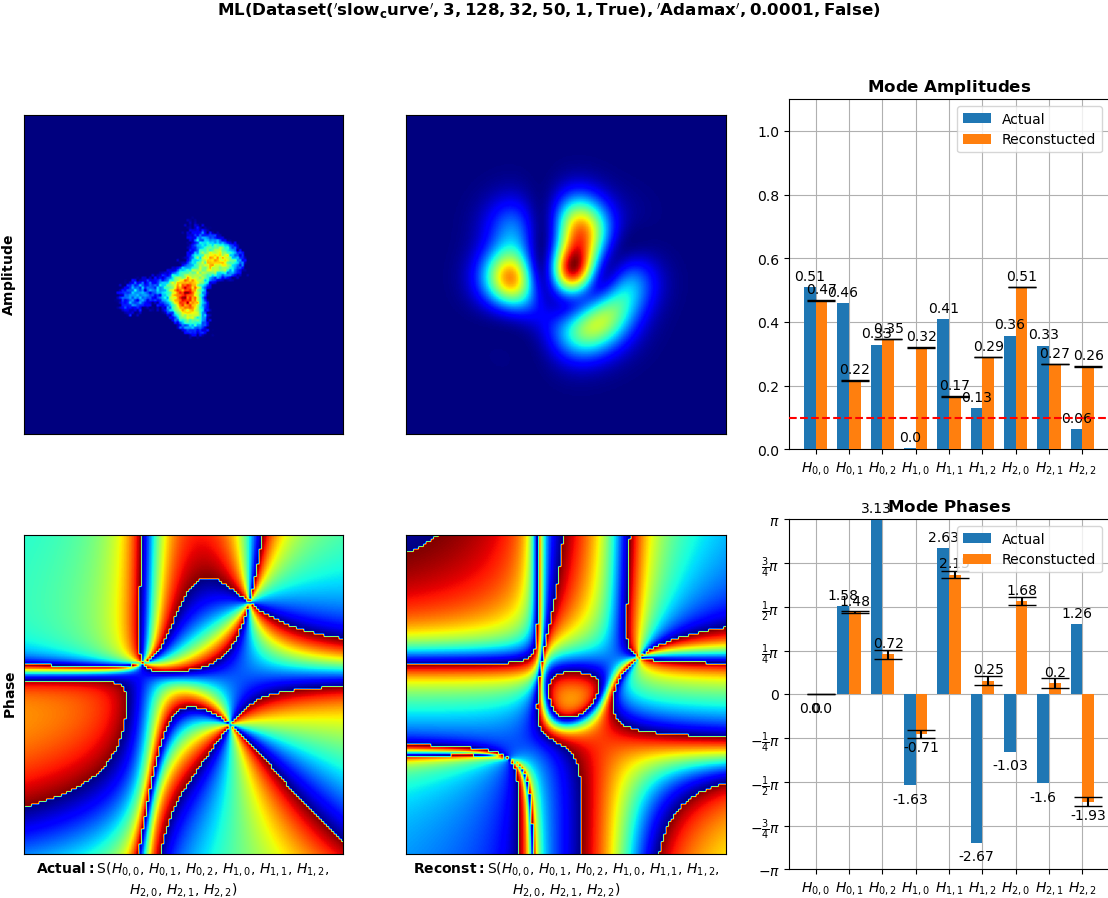 ML(Dataset('slow_curve', 3, 128, 32, 50, 1, True), 'Adamax', 0.0001, False)
Amplitude
Mode Amplitudes
Actual
Reconstucted
1.0
0.8
0.6
0.4
0.2
0.0
0.51
0.47
0.46
0.22
0.33
0.35
0.0
0.32
0.41
0.17
0.13
0.29
0.36
0.51
0.33
0.27
0.06
0.26
H0,0 H0,1 H0,2 H1,0 H1,1 H1,2 H2,0 H2,1 H2,2
Phase
Mode Phases
Actual
Reconstucted
π
3/4π
1/2π
1/4π
0
−1/4π
−1/2π
−3/4π
−π
0.0
0.0
1.58
1.48
3.13
0.72
-1.63
-0.71
2.63
-2.67
0.25
-1.03
1.68
-1.6
0.2
1.26
-1.93
H0,0 H0,1 H0,2 H1,0 H1,1 H1,2 H2,0 H2,1 H2,2
Actual: S(H0,0, H0,1, H0,2, H1,0, H1,1, H1,2,
H2,0, H2,1, H2,2)
Reconst: S(H0,0, H0,1, H0,2, H1,0, H1,1, H1,2,
H2,0, H2,1, H2,2)